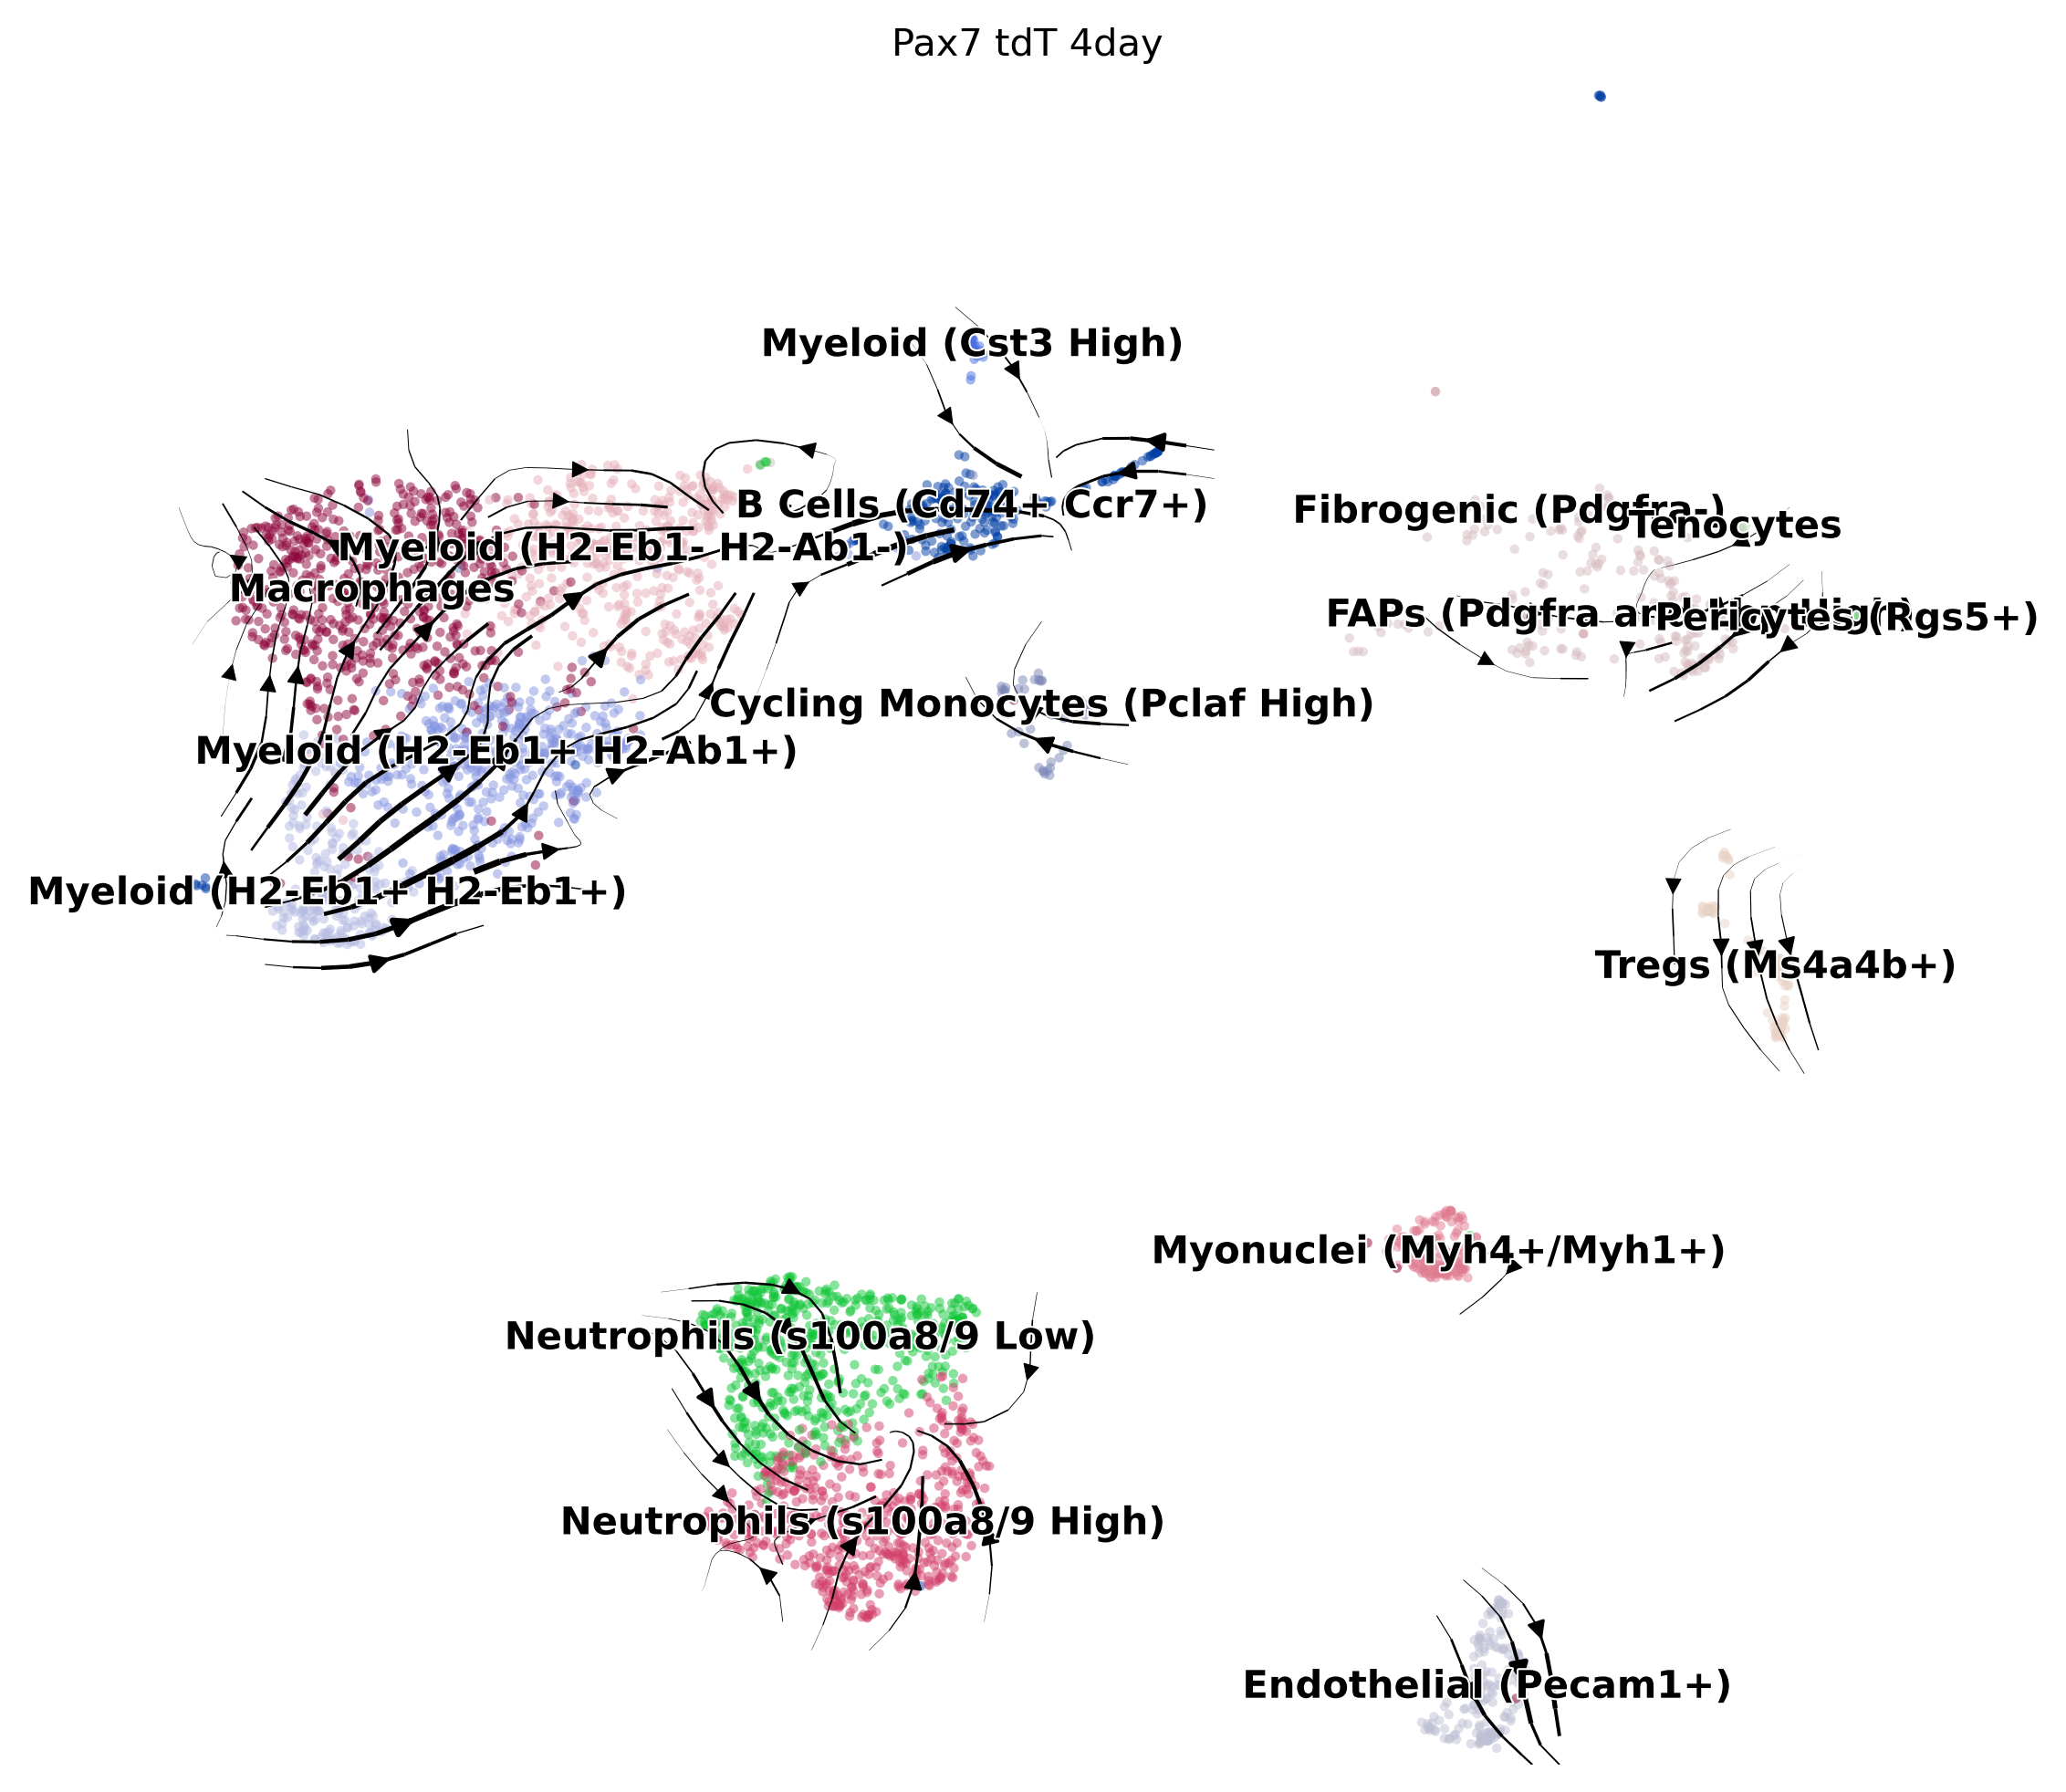 Pax7 tdT 4day
Myeloid (Cst3 High)
B Cells (Cd74+ Ccr7+)
Fibrogenic (Pdgfra-)
Tenocytes
Myeloid (H2-Eb1- H2-Ab1-)
Macrophages
FAPs (Pdgfra
Pericytes (Rgs5+)
Cycling Monocytes (Pclaf High)
Myeloid (H2-Eb1+ H2-Ab1+)
Myeloid (H2-Eb1+ H2-Eb1+)
Tregs (Ms4a4b+)
Myonuclei (Myh4+/Myh1+)
Neutrophils (s100a8/9 Low)
Neutrophils (s100a8/9 High)
Endothelial (Pecam1+)